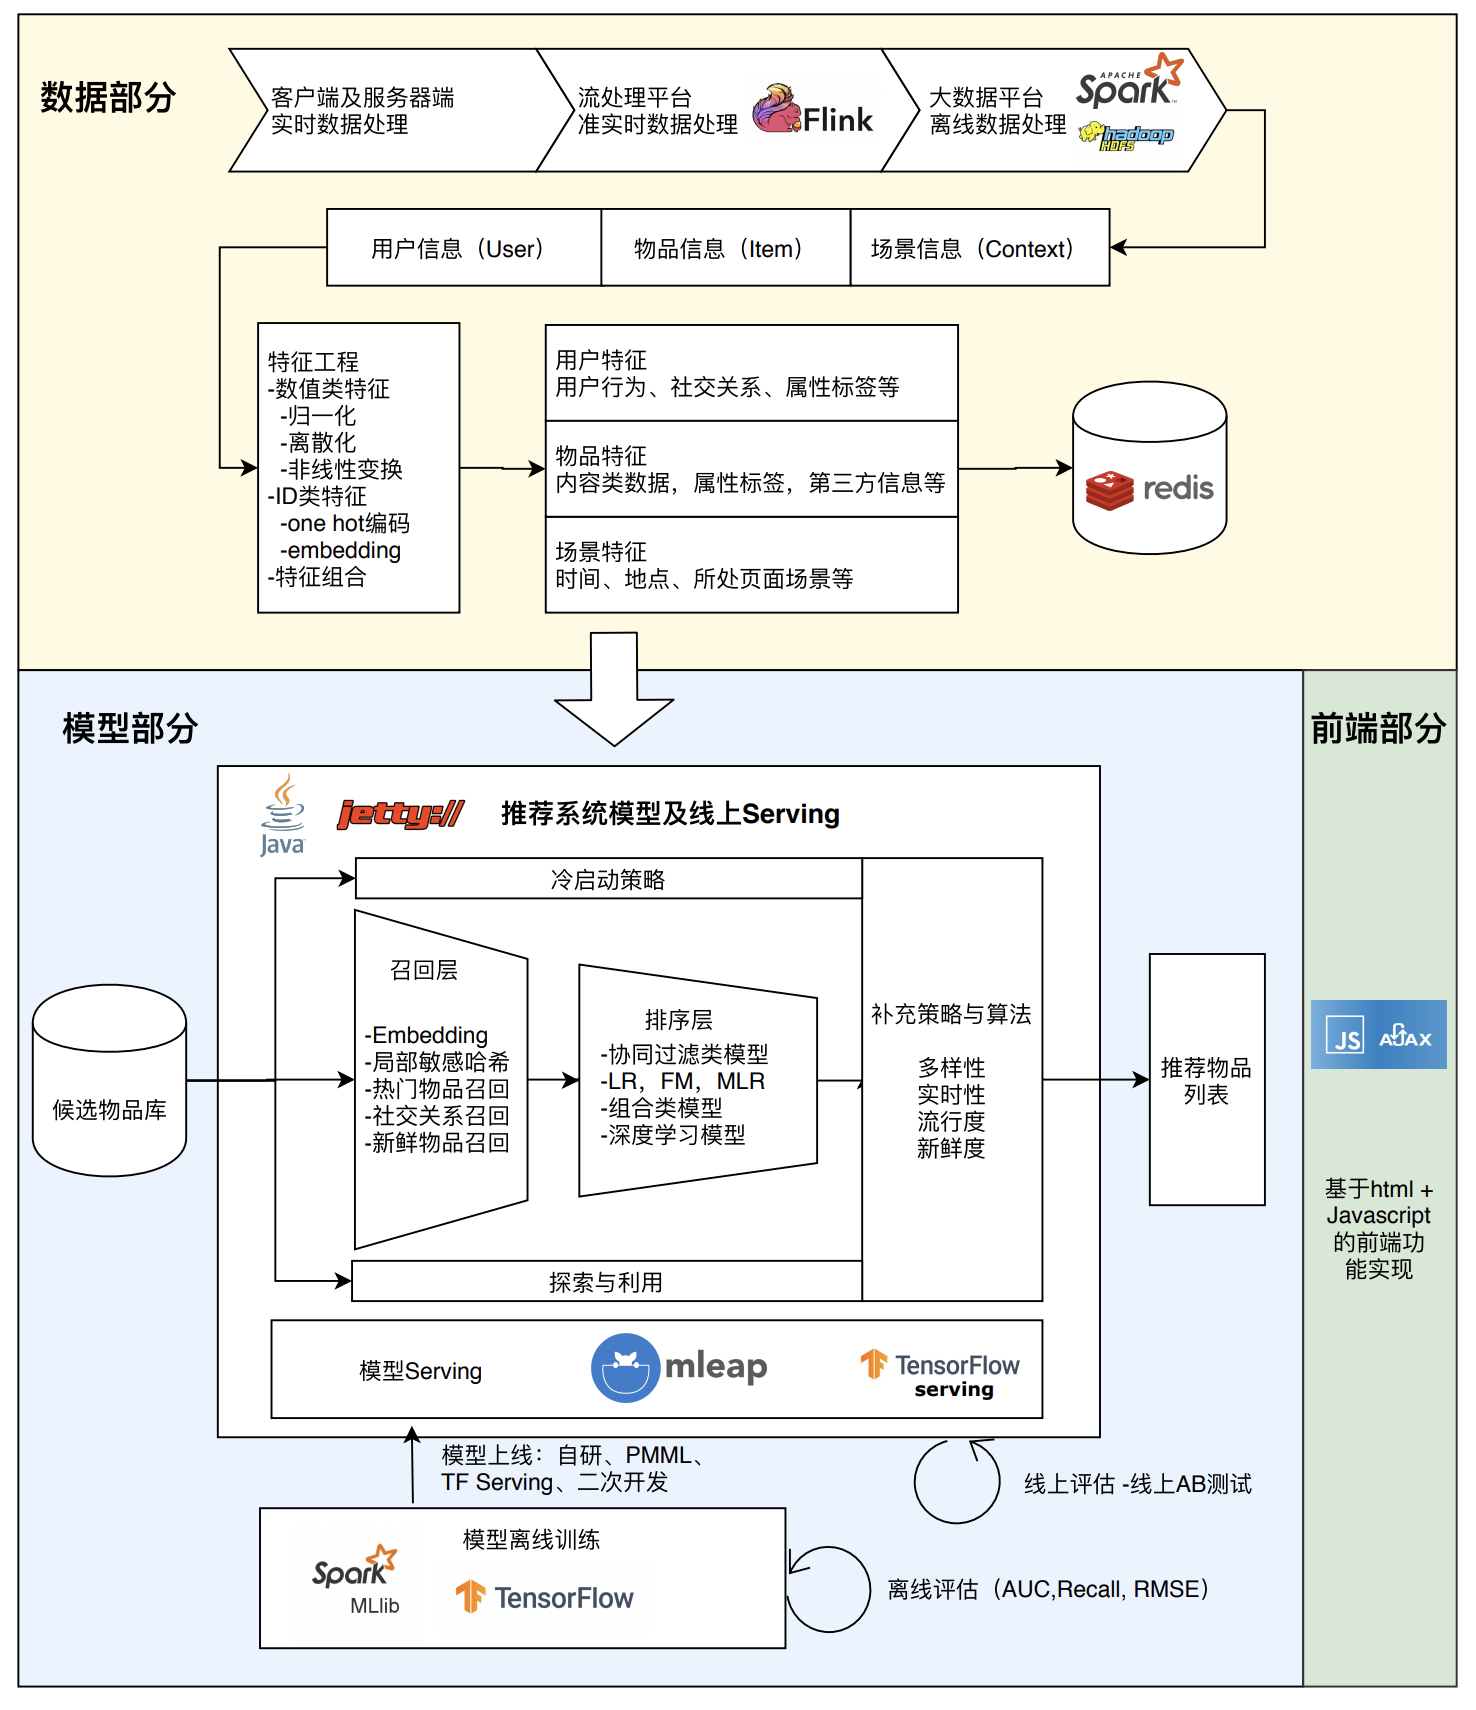 数据部分
客户端及服务器端
实时数据处理
流处理平台
准实时数据处理
Flink
大数据平台
离线数据处理
APACHE
Spark
hadoop
HDFS
用户信息（User）
物品信息（Item）
场景信息（Context）
特征工程
-数值类特征
-归一化
-离散化
-非线性变换
-ID类特征
-one hot编码
-embedding
-特征组合
用户特征
用户行为、社交关系、属性标签等
物品特征
内容类数据，属性标签，第三方信息等
场景特征
时间、地点、所处页面场景等
redis
模型部分
前端部分
Java
jetty://
推荐系统模型及线上Serving
冷启动策略
候选物品库
召回层
-Embedding
-局部敏感哈希
-热门物品召回
-社交关系召回
-新鲜物品召回
排序层
-协同过滤类模型
-LR，FM，MLR
-组合类模型
-深度学习模型
补充策略与算法
多样性
实时性
流行度
新鲜度
推荐物品
列表
JS
AJAX
基于html +
Javascript
的前端功
能实现
探索与利用
模型Serving
mleap
TensorFlow
serving
模型上线：自研、PMML、
TF Serving、二次开发
线上评估 -线上AB测试
模型离线训练
Spark
MLlib
TensorFlow
离线评估（AUC,Recall, RMSE）